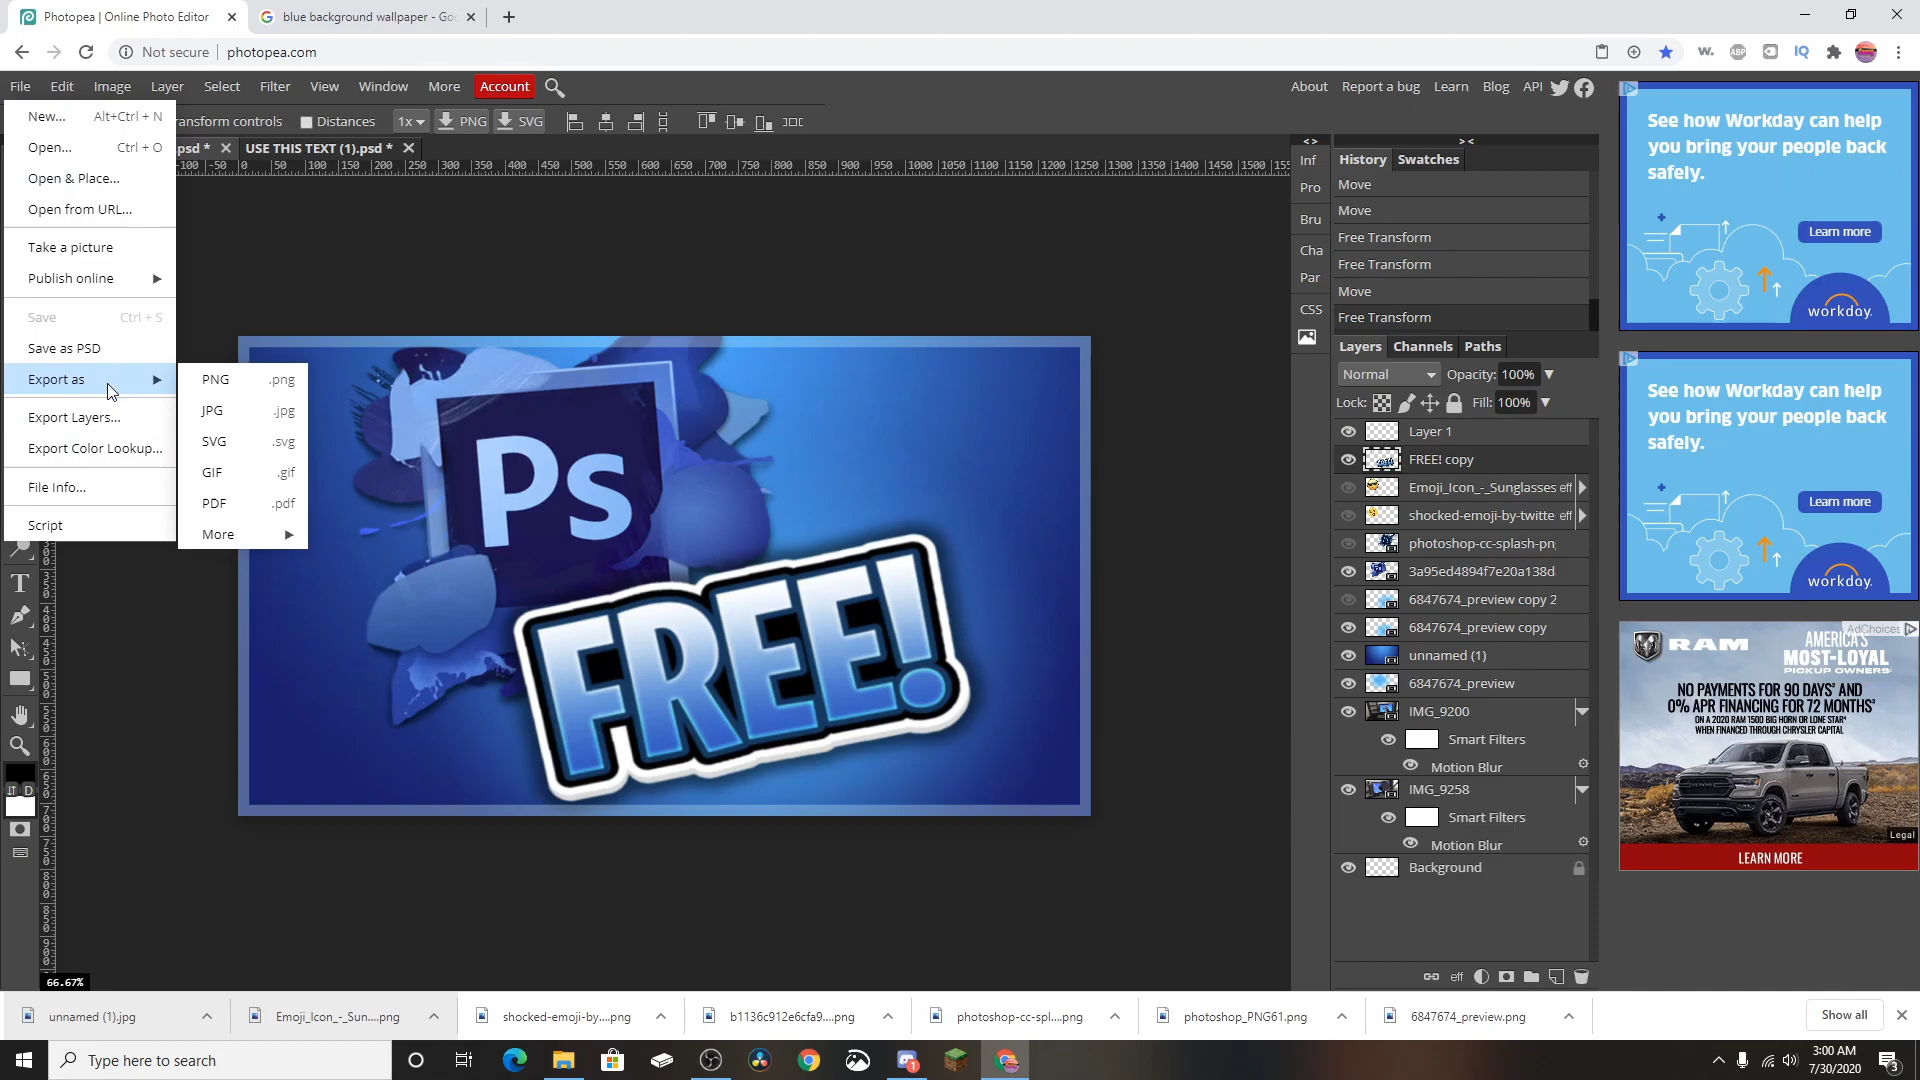 Photopea | Online Photo Editor
blue background wallpaper - Goo
Not secure
photopea.com
File Edit Image Layer Select Filter View Window More Account
About Report a bug Learn Blog API
ransform controls Distances 1x PNG SVG
psd * USE THIS TEXT (1).psd *
-100 -50 0 50 100 150 200 250 300 350 400 450 500 550 600 650 700 750 800 850 900 950 1000 1050 1100 1150 1200 1250 1300 1350 1400 1450 1500
New... Alt+Ctrl + N
Open... Ctrl + O
Open & Place...
Open from URL...
Take a picture
Publish online
Save Ctrl + S
Save as PSD
Export as
Export Layers...
Export Color Lookup...
File Info...
Script
PNG .png
JPG .jpg
SVG .svg
GIF .gif
PDF .pdf
More
T
D
66.67%
Ps
FREE!
Inf
Pro
Bru
Cha
Par
CSS
History Swatches
Move
Move
Free Transform
Free Transform
Move
Free Transform
Layers Channels Paths
Normal Opacity: 100%
Lock: Fill: 100%
Layer 1
FREE! copy
Emoji_Icon_-_Sunglasses eff
shocked-emoji-by-twitte eff
photoshop-cc-splash-pn
3a95ed4894f7e20a138d
6847674_preview copy 2
6847674_preview copy
unnamed (1)
6847674_preview
IMG_9200
Smart Filters
Motion Blur
IMG_9258
Smart Filters
Motion Blur
Background
eff
See how Workday can help
you bring your people back
safely.
Learn more
workday.
See how Workday can help
you bring your people back
safely.
Learn more
workday.
AdChoices
RAM
AMERICA'S
MOST-LOYAL
PICKUP OWNERS
NO PAYMENTS FOR 90 DAYS AND
0% APR FINANCING FOR 72 MONTHS
ON A 2020 RAM 1500 BIG HORN OR LONE STAR
WHEN FINANCED THROUGH CHRYSLER CAPITAL
Legal
LEARN MORE
unnamed (1).jpg
Emoji_Icon_-_Sun....png
shocked-emoji-by-....png
b1136c912e6cfa9....png
photoshop-cc-spl....png
photoshop_PNG61.png
6847674_preview.png
Show all
Type here to search
1
3:00 AM
7/30/2020
3